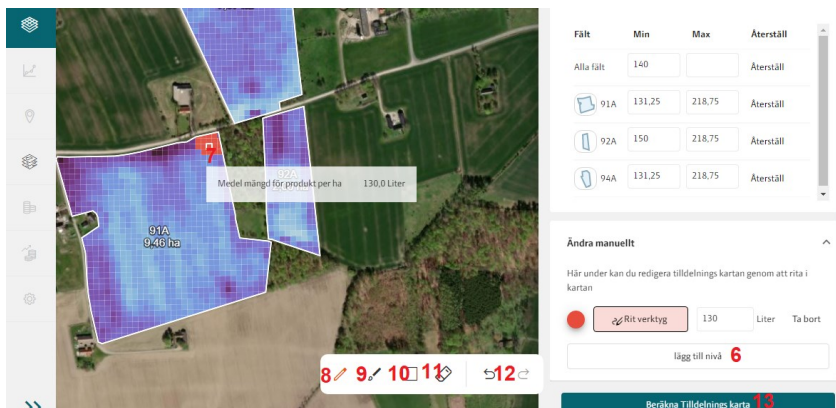 Fält Min Max Återställ
Alla fält 140 Återställ
91A 131,25 218,75 Återställ
92A 150 218,75 Återställ
94A 131,25 218,75 Återställ
7
92A
Medel mängd för produkt per ha 130,0 Liter
91A
9,46 ha
Ändra manuellt
Här under kan du redigera tilldelnings kartan genom att rita i
kartan
Rit verktyg 130 Liter Ta bort
lägg till nivå 6
8 9 10 11 12
Beräkna Tilldelnings karta 13